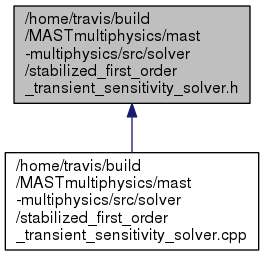 /home/travis/build
/MASTmultiphysics/mast
-multiphysics/src/solver
/stabilized_first_order
_transient_sensitivity_solver.h
/home/travis/build
/MASTmultiphysics/mast
-multiphysics/src/solver
/stabilized_first_order
_transient_sensitivity_solver.cpp